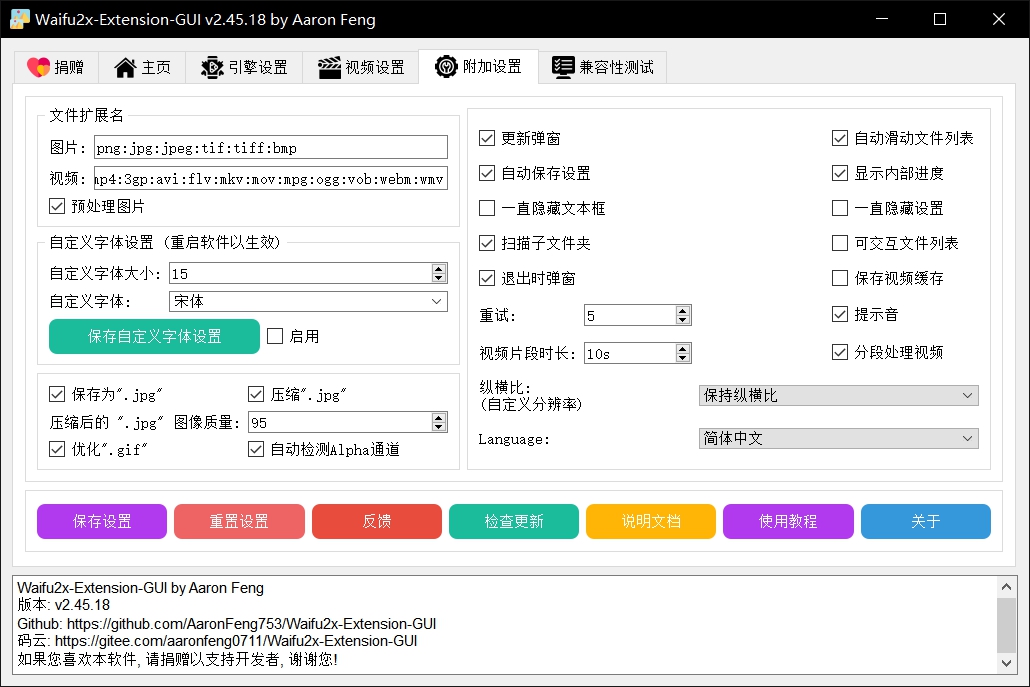 Waifu2x-Extension-GUI v2.45.18 by Aaron Feng
捐赠
主页
引擎设置
视频设置
附加设置
兼容性测试
文件扩展名
图片: png:jpg:jpeg:tif:tiff:bmp
视频: mp4:3gp:avi:flv:mkv:mov:mpg:ogg:vob:webm:wmv
预处理图片
自定义字体设置 (重启软件以生效)
自定义字体大小: 15
自定义字体: 宋体
保存自定义字体设置
启用
保存为".jpg"
压缩".jpg"
压缩后的 ".jpg" 图像质量: 95
优化".gif"
自动检测Alpha通道
更新弹窗
自动滑动文件列表
自动保存设置
显示内部进度
一直隐藏文本框
一直隐藏设置
扫描子文件夹
可交互文件列表
退出时弹窗
保存视频缓存
重试: 5
提示音
视频片段时长: 10s
分段处理视频
纵横比:
(自定义分辨率)
保持纵横比
Language: 简体中文
保存设置
重置设置
反馈
检查更新
说明文档
使用教程
关于
Waifu2x-Extension-GUI by Aaron Feng
版本: v2.45.18
Github: https://github.com/AaronFeng753/Waifu2x-Extension-GUI
码云: https://gitee.com/aaronfeng0711/Waifu2x-Extension-GUI
如果您喜欢本软件, 请捐赠以支持开发者, 谢谢您!